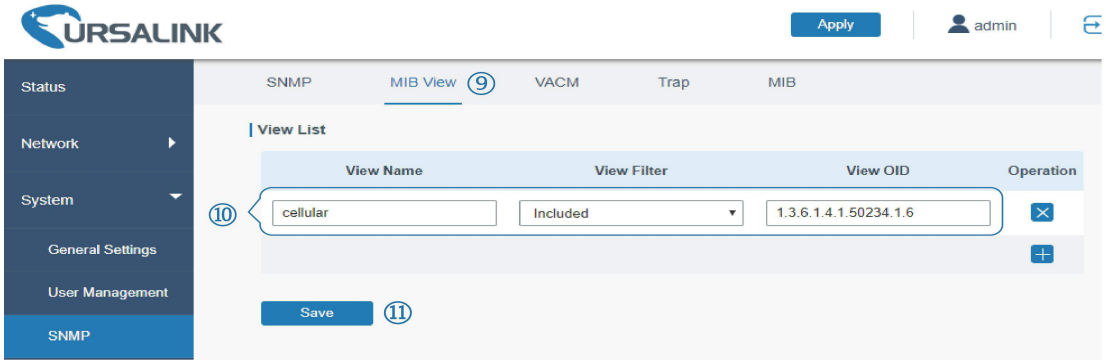 URSALINK
Apply
admin
Status
SNMP MIB View ⑨ VACM Trap MIB
View List
Network
View Name View Filter View OID Operation
System
⑩ cellular Included 1.3.6.1.4.1.50234.1.6
General Settings
User Management
Save ⑪
SNMP